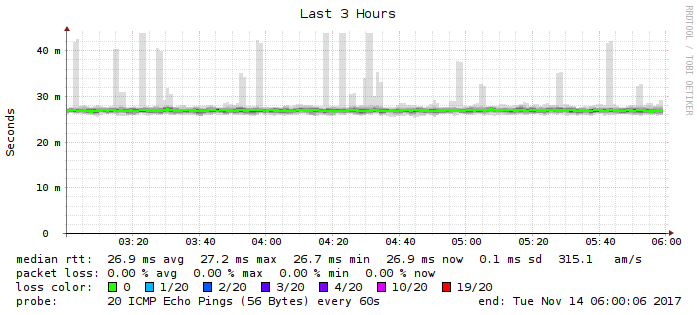 Last 3 Hours
RRDTOOL / TOBI OETIKER
Seconds
40 m
30 m
20 m
10 m
0
03:20 03:40 04:00 04:20 04:40 05:00 05:20 05:40 06:00
median rtt: 26.9 ms avg 27.2 ms max 26.7 ms min 26.9 ms now 0.1 ms sd 315.1 am/s
packet loss: 0.00 % avg 0.00 % max 0.00 % min 0.00 % now
loss color: 0 1/20 2/20 3/20 4/20 10/20 19/20
probe: 20 ICMP Echo Pings (56 Bytes) every 60s end: Tue Nov 14 06:00:06 2017